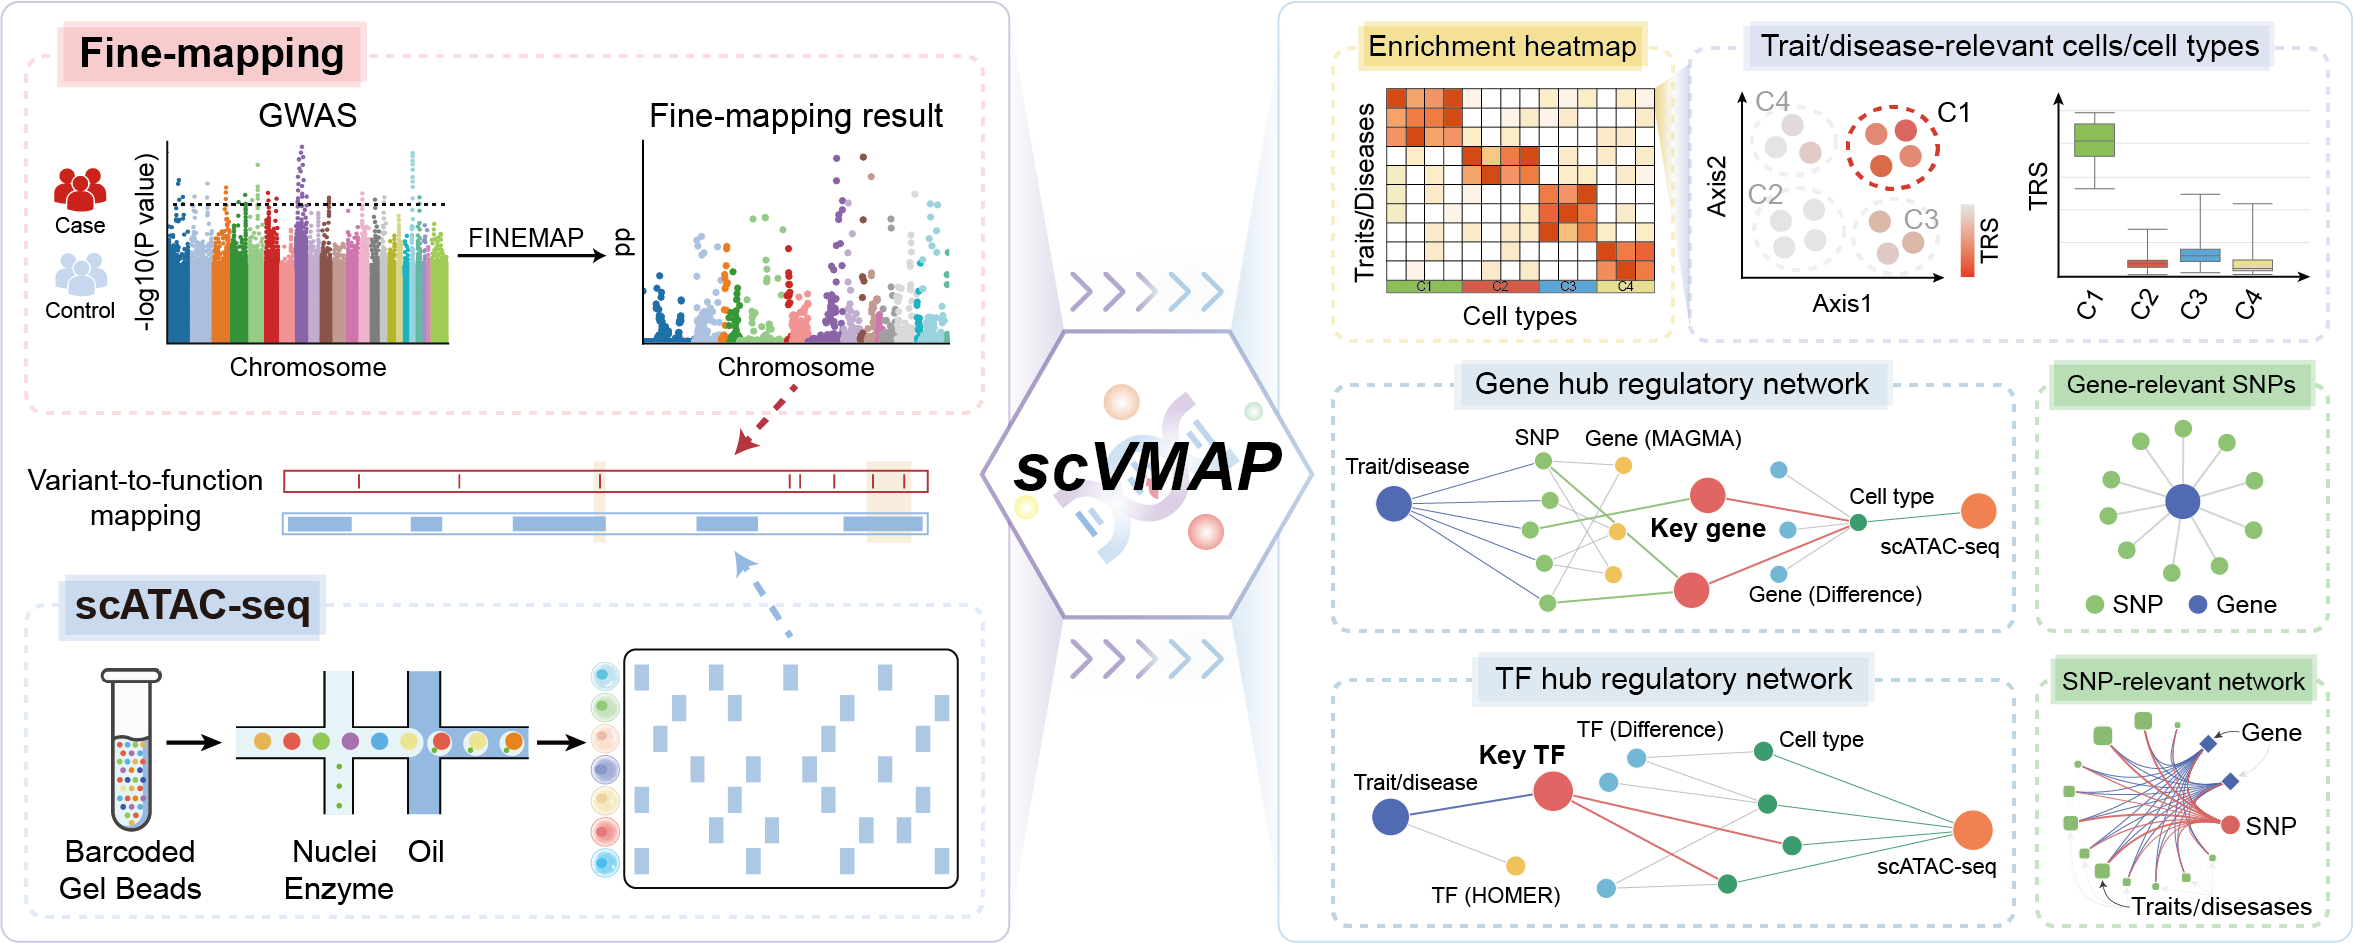 Fine-mapping
GWAS
-log10(P value)
Case
Control
Chromosome
FINEMAP
Fine-mapping result
pp
Chromosome
Variant-to-function
mapping
scATAC-seq
Barcoded
Gel Beads
Nuclei
Enzyme
Oil
scVMAP
Enrichment heatmap
Traits/Diseases
C1
C2
C3
C4
Cell types
Trait/disease-relevant cells/cell types
Axis2
C4
C1
C2
C3
TRS
Axis1
TRS
C1
C2
C3
C4
Gene hub regulatory network
Trait/disease
SNP
Gene (MAGMA)
Key gene
Cell type
scATAC-seq
Gene (Difference)
Gene-relevant SNPs
SNP
Gene
TF hub regulatory network
Trait/disease
Key TF
TF (Difference)
Cell type
TF (HOMER)
scATAC-seq
SNP-relevant network
Gene
SNP
Traits/disesases